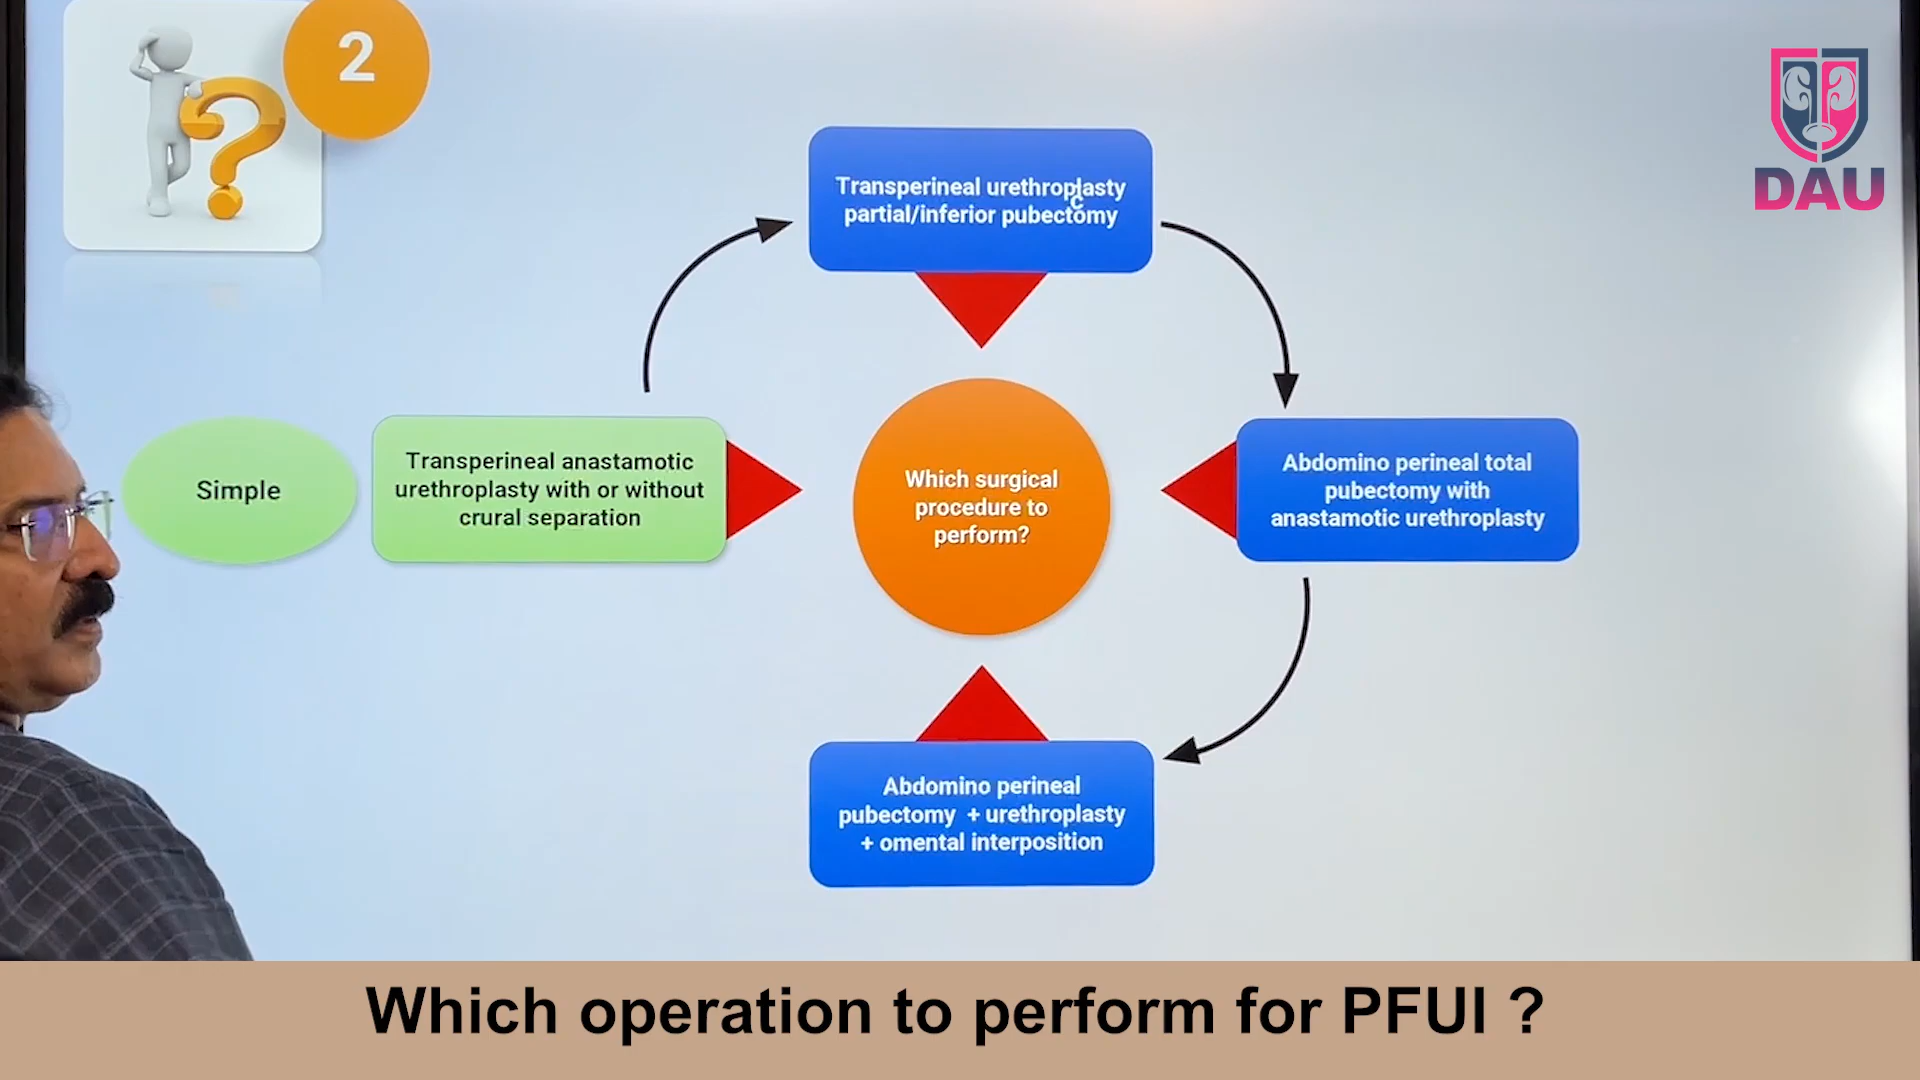 2
DAU
Transperineal urethroplasty
partial/inferior pubectomy
Simple
Transperineal anastamotic
urethroplasty with or without
crural separation
Which surgical
procedure to
perform?
Abdomino perineal total
pubectomy with
anastamotic urethroplasty
Abdomino perineal
pubectomy + urethroplasty
+ omental interposition
Which operation to perform for PFUI ?